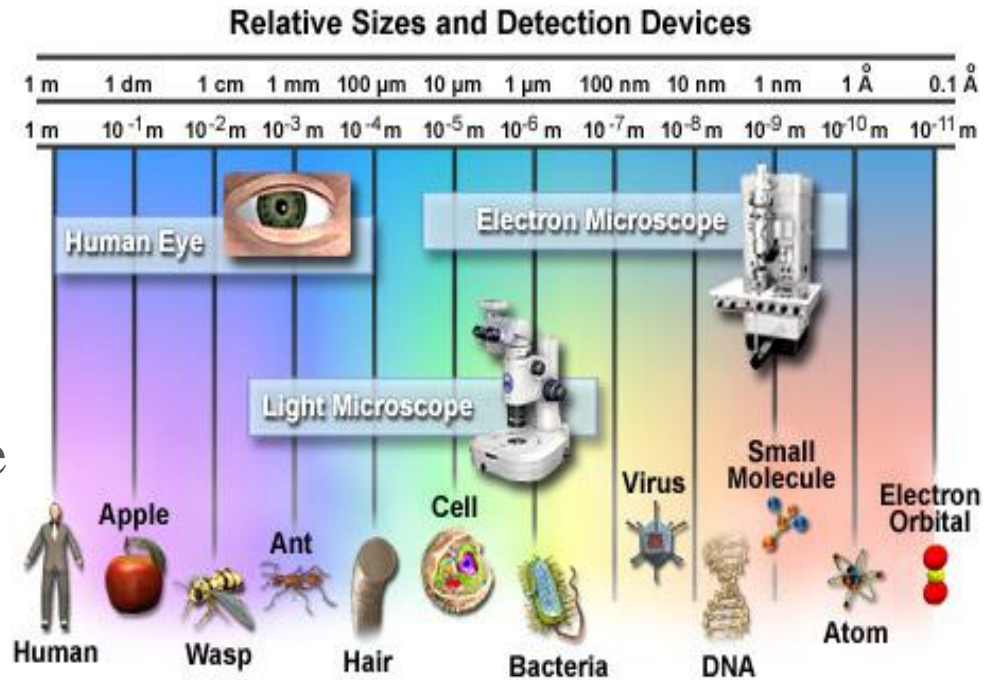 Relative Sizes and Detection Devices
1 m 1 dm 1 cm 1 mm 100 µm 10 µm 1 µm 100 nm 10 nm 1 nm 1 Å 0.1 Å
1 m 10⁻¹ m 10⁻² m 10⁻³ m 10⁻⁴ m 10⁻⁵ m 10⁻⁶ m 10⁻⁷ m 10⁻⁸ m 10⁻⁹ m 10⁻¹⁰ m 10⁻¹¹ m
Human Eye
Electron Microscope
Light Microscope
e
Human
Apple
Wasp
Ant
Hair
Cell
Bacteria
Virus
DNA
Small
Molecule
Atom
Electron
Orbital